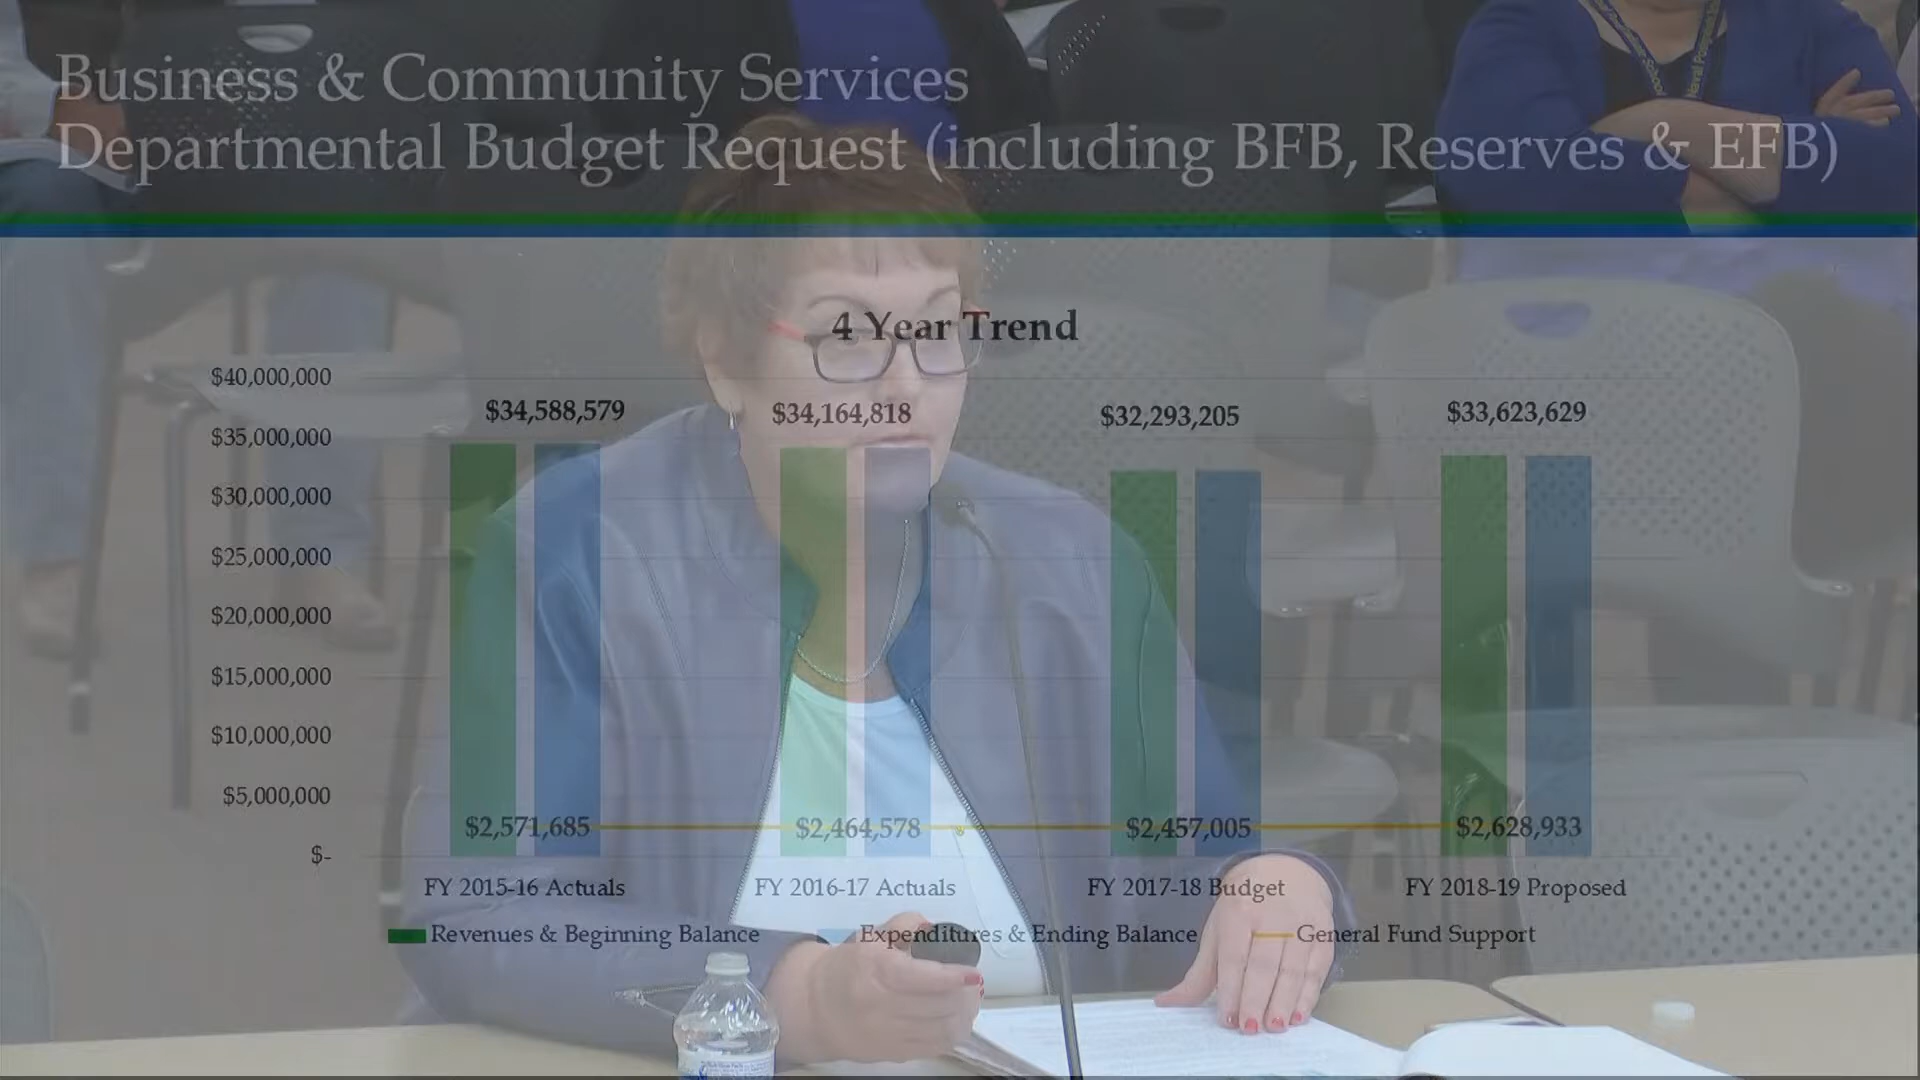 Business & Community Services
Departmental Budget Request (including BFB, Reserves & EFB)
4 Year Trend
$40,000,000
$35,000,000
$30,000,000
$25,000,000
$20,000,000
$15,000,000
$10,000,000
$5,000,000
$-
$34,588,579 $34,164,818 $32,293,205 $33,623,629
$2,571,685 $2,464,578 $2,457,005 $2,628,933
FY 2015-16 Actuals FY 2016-17 Actuals FY 2017-18 Budget FY 2018-19 Proposed
Revenues & Beginning Balance Expenditures & Ending Balance General Fund Support